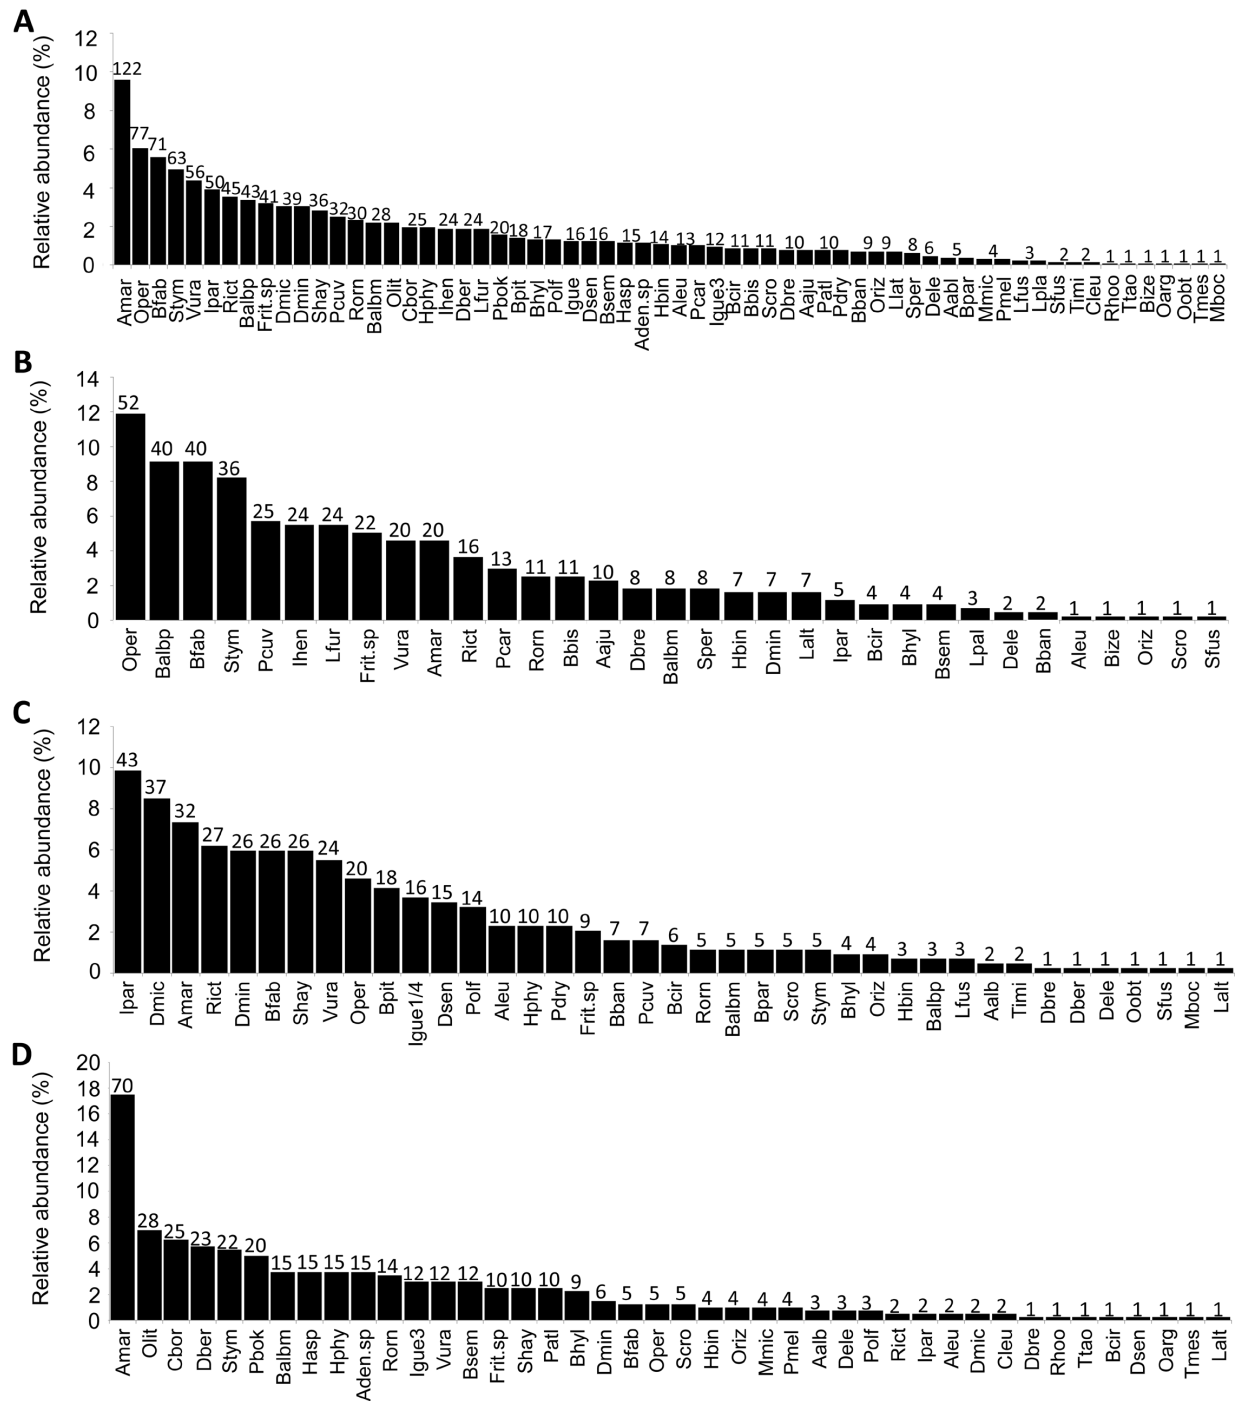 A
Relative abundance (%)
12
10
8
6
4
2
0
122 77 71 63 56 50 45 43 41 39 36 32 30 28 25 24 24 20 18 17 16 16 15 14 13 12 11 11 10 10 9 9 8 6 5 4 3 2 2 1 1 1 1 1 1 1
Amar Oper Bfab Stym Vura Ipar Rict Balbp Frit.sp Dmic Dmin Shay Pcuv Rorn Balbm Olit Cbor Hphy Ihen Dber Lfur Pbok Bpit Bhyl Polf Igue Dsen Bsem Hasp Aden.sp Hbin Aleu Pcar Igue3 Bcir Bbis Scro Dbre Aaju Patl Pdry Bban Oriz Llat Sper Dele Aabl Bpar Mmic Pmel Lfus Lpla Sfus Timi Cleu Rhoo Ttao Bize Oarg Oobt Tmes Mboc
B
Relative abundance (%)
14
12
10
8
6
4
2
0
52 40 40 36 25 24 24 22 20 20 16 13 11 11 10 8 8 8 7 7 7 5 4 4 4 3 2 2 1 1 1 1 1
Oper Balbp Bfab Stym Pcuv Ihen Lfur Frit.sp Vura Amar Rict Pcar Rorn Bbis Aaju Dbre Balbm Sper Hbin Dmin Lalt Ipar Bcir Bhyl Bsem Lpal Dele Bban Aleu Bize Oriz Scro Sfus
C
Relative abundance (%)
12
10
8
6
4
2
0
43 37 32 27 26 26 26 24 20 18 16 15 14 10 10 10 9 7 7 6 5 5 5 5 5 4 4 3 3 3 2 2 1 1 1 1 1 1 1
Ipar Dmic Amar Rict Dmin Bfab Shay Vura Oper Bpit Igue1/4 Dsen Polf Aleu Hphy Pdry Frit.sp Bban Pcuv Bcir Rorn Balbm Bpar Scro Stym Bhyl Oriz Hbin Balbp Lfus Aalb Timi Dbre Dber Dele Oobt Sfus Mboc Lalt
D
Relative abundance (%)
20
18
16
14
12
10
8
6
4
2
0
70 28 25 23 22 20 15 15 15 15 14 12 12 12 10 10 10 9 6 5 5 5 4 4 4 4 3 3 3 2 2 2 2 2 1 1 1 1 1 1 1 1
Amar Olit Cbor Dber Stym Pbok Balbm Hasp Hphy Aden.sp Rorn Igue3 Vura Bsem Frit.sp Shay Patl Bhyl Dmin Bfab Oper Scro Hbin Oriz Mmic Pmel Aalb Dele Polf Rict Ipar Aleu Dmic Cleu Dbre Rhoo Ttao Bcir Dsen Oarg Tmes Lalt